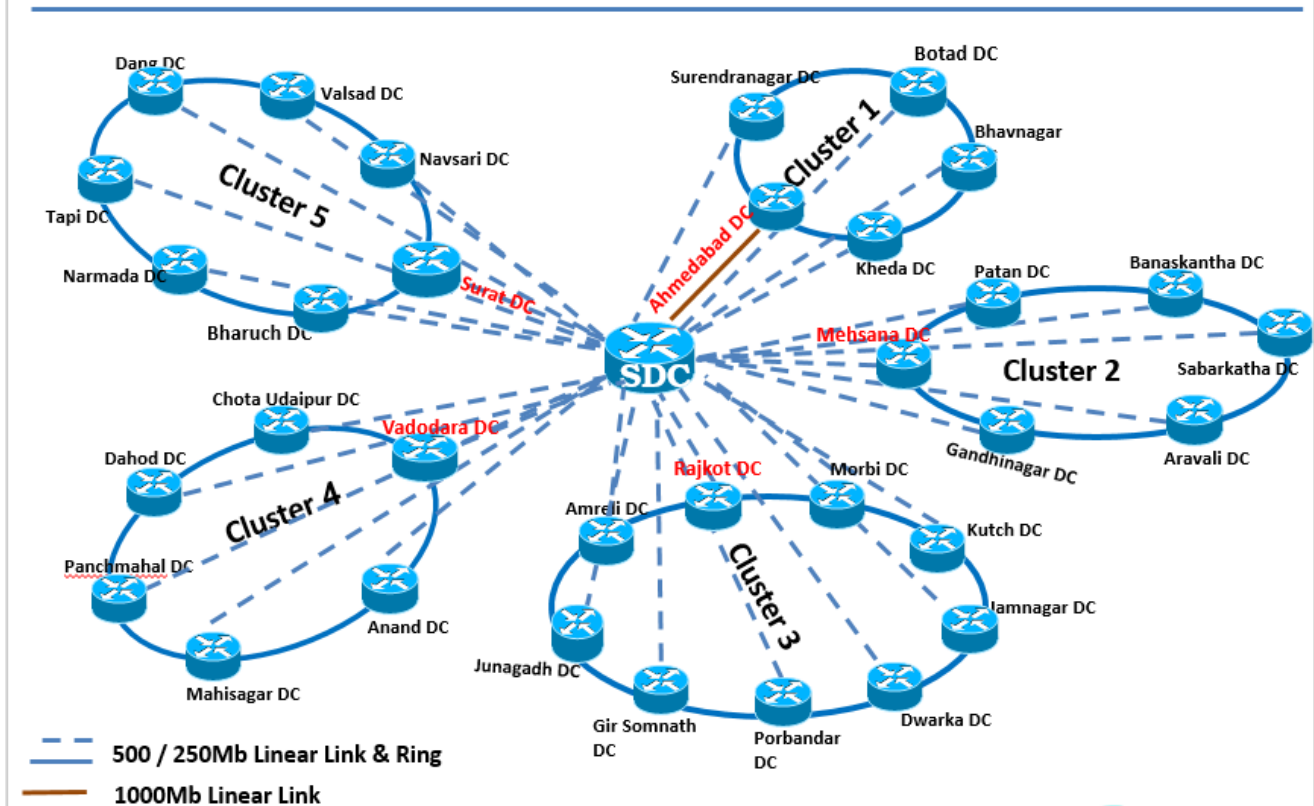 Dang DC
Valsad DC
Navsari DC
Cluster 5
Tapi DC
Narmada DC
Surat DC
Bharuch DC
Surendranagar DC
Botad DC
Cluster 1
Bhavnagar
Ahmedabad DC
Kheda DC
SDC
Patan DC
Banaskantha DC
Mehsana DC
Cluster 2
Sabarkatha DC
Gandhinagar DC
Aravali DC
Chota Udaipur DC
Vadodara DC
Dahod DC
Cluster 4
Panchmahal DC
Anand DC
Mahisagar DC
Rajkot DC
Morbi DC
Amreli DC
Kutch DC
Cluster 3
Jamnagar DC
Junagadh DC
Gir Somnath
DC
Porbandar
DC
Dwarka DC
500 / 250Mb Linear Link & Ring
1000Mb Linear Link